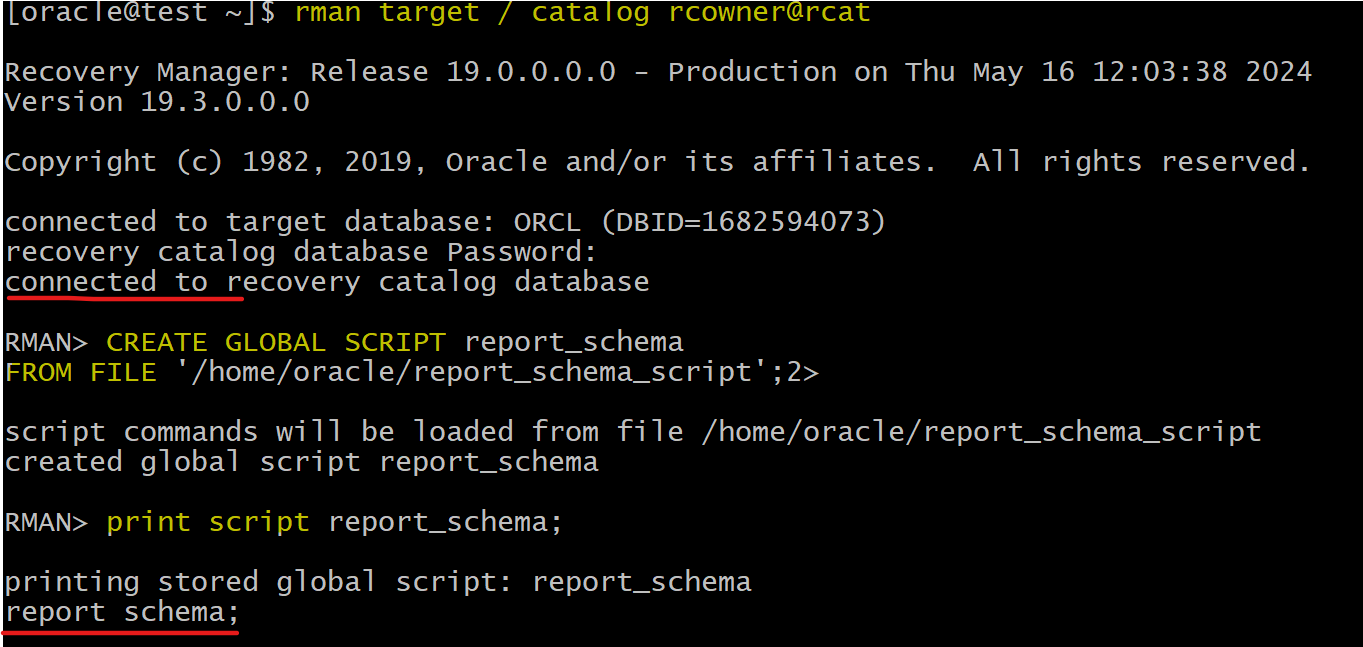 [oracle@test ~]$ rman target / catalog rcowner@rcat
Recovery Manager: Release 19.0.0.0.0 - Production on Thu May 16 12:03:38 2024
Version 19.3.0.0.0
Copyright (c) 1982, 2019, Oracle and/or its affiliates.  All rights reserved.
connected to target database: ORCL (DBID=1682594073)
recovery catalog database Password:
connected to recovery catalog database
RMAN> CREATE GLOBAL SCRIPT report_schema
FROM FILE '/home/oracle/report_schema_script';2>
script commands will be loaded from file /home/oracle/report_schema_script
created global script report_schema
RMAN> print script report_schema;
printing stored global script: report_schema
report schema;